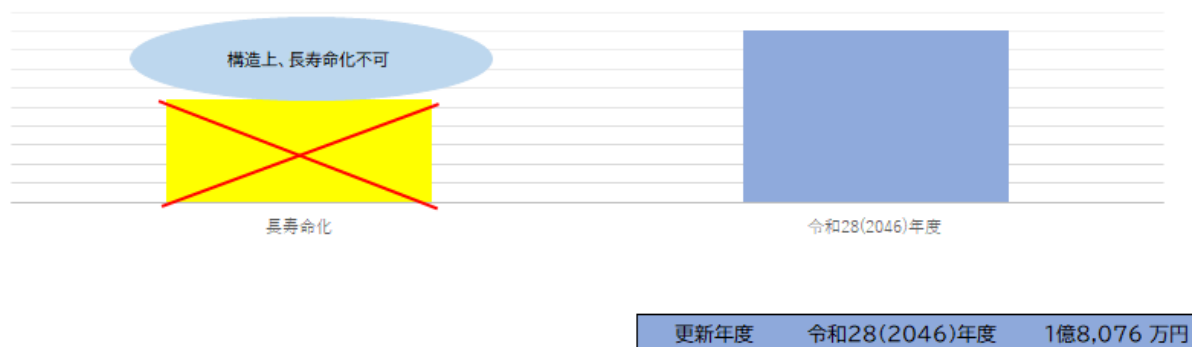 構造上、長寿命化不可
長寿命化
令和28(2046)年度
更新年度 令和28(2046)年度 1億8,076 万円